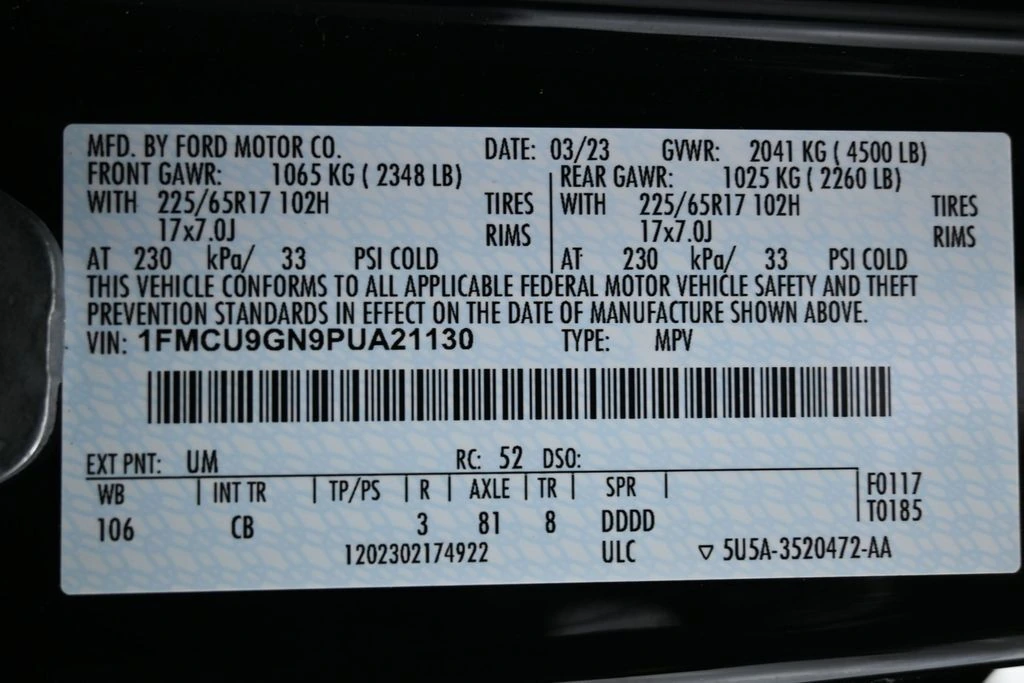 MFD. BY FORD MOTOR CO. DATE: 03/23 GVWR: 2041 KG ( 4500 LB)
FRONT GAWR: 1065 KG ( 2348 LB) REAR GAWR: 1025 KG ( 2260 LB)
WITH 225/65R17 102H TIRES WITH 225/65R17 102H TIRES
17x7.0J RIMS 17x7.0J RIMS
AT 230 kPa/ 33 PSI COLD AT 230 kPa/ 33 PSI COLD
THIS VEHICLE CONFORMS TO ALL APPLICABLE FEDERAL MOTOR VEHICLE SAFETY AND THEFT
PREVENTION STANDARDS IN EFFECT ON THE DATE OF MANUFACTURE SHOWN ABOVE.
VIN: 1FMCU9GN9PUA21130 TYPE: MPV
EXT PNT: UM RC: 52 DSO:
WB INT TR TP/PS R AXLE TR SPR F0117
T0185
106 CB 3 81 8 DDDD
1202302174922 ULC ▽ 5U5A-3520472-AA